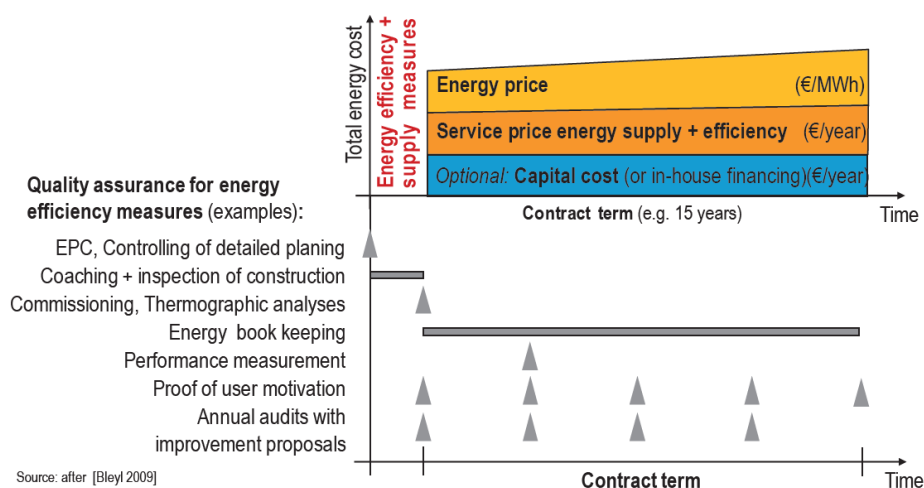 Total energy cost
Energy efficiency +
supply measures
Energy price (€/MWh)
Service price energy supply + efficiency (€/year)
Optional: Capital cost (or in-house financing)(€/year)
Contract term (e.g. 15 years)
Time
Quality assurance for energy
efficiency measures (examples):
EPC, Controlling of detailed planing
Coaching + inspection of construction
Commissioning, Thermographic analyses
Energy book keeping
Performance measurement
Proof of user motivation
Annual audits with
improvement proposals
Source: after [Bleyl 2009]
Contract term
Time